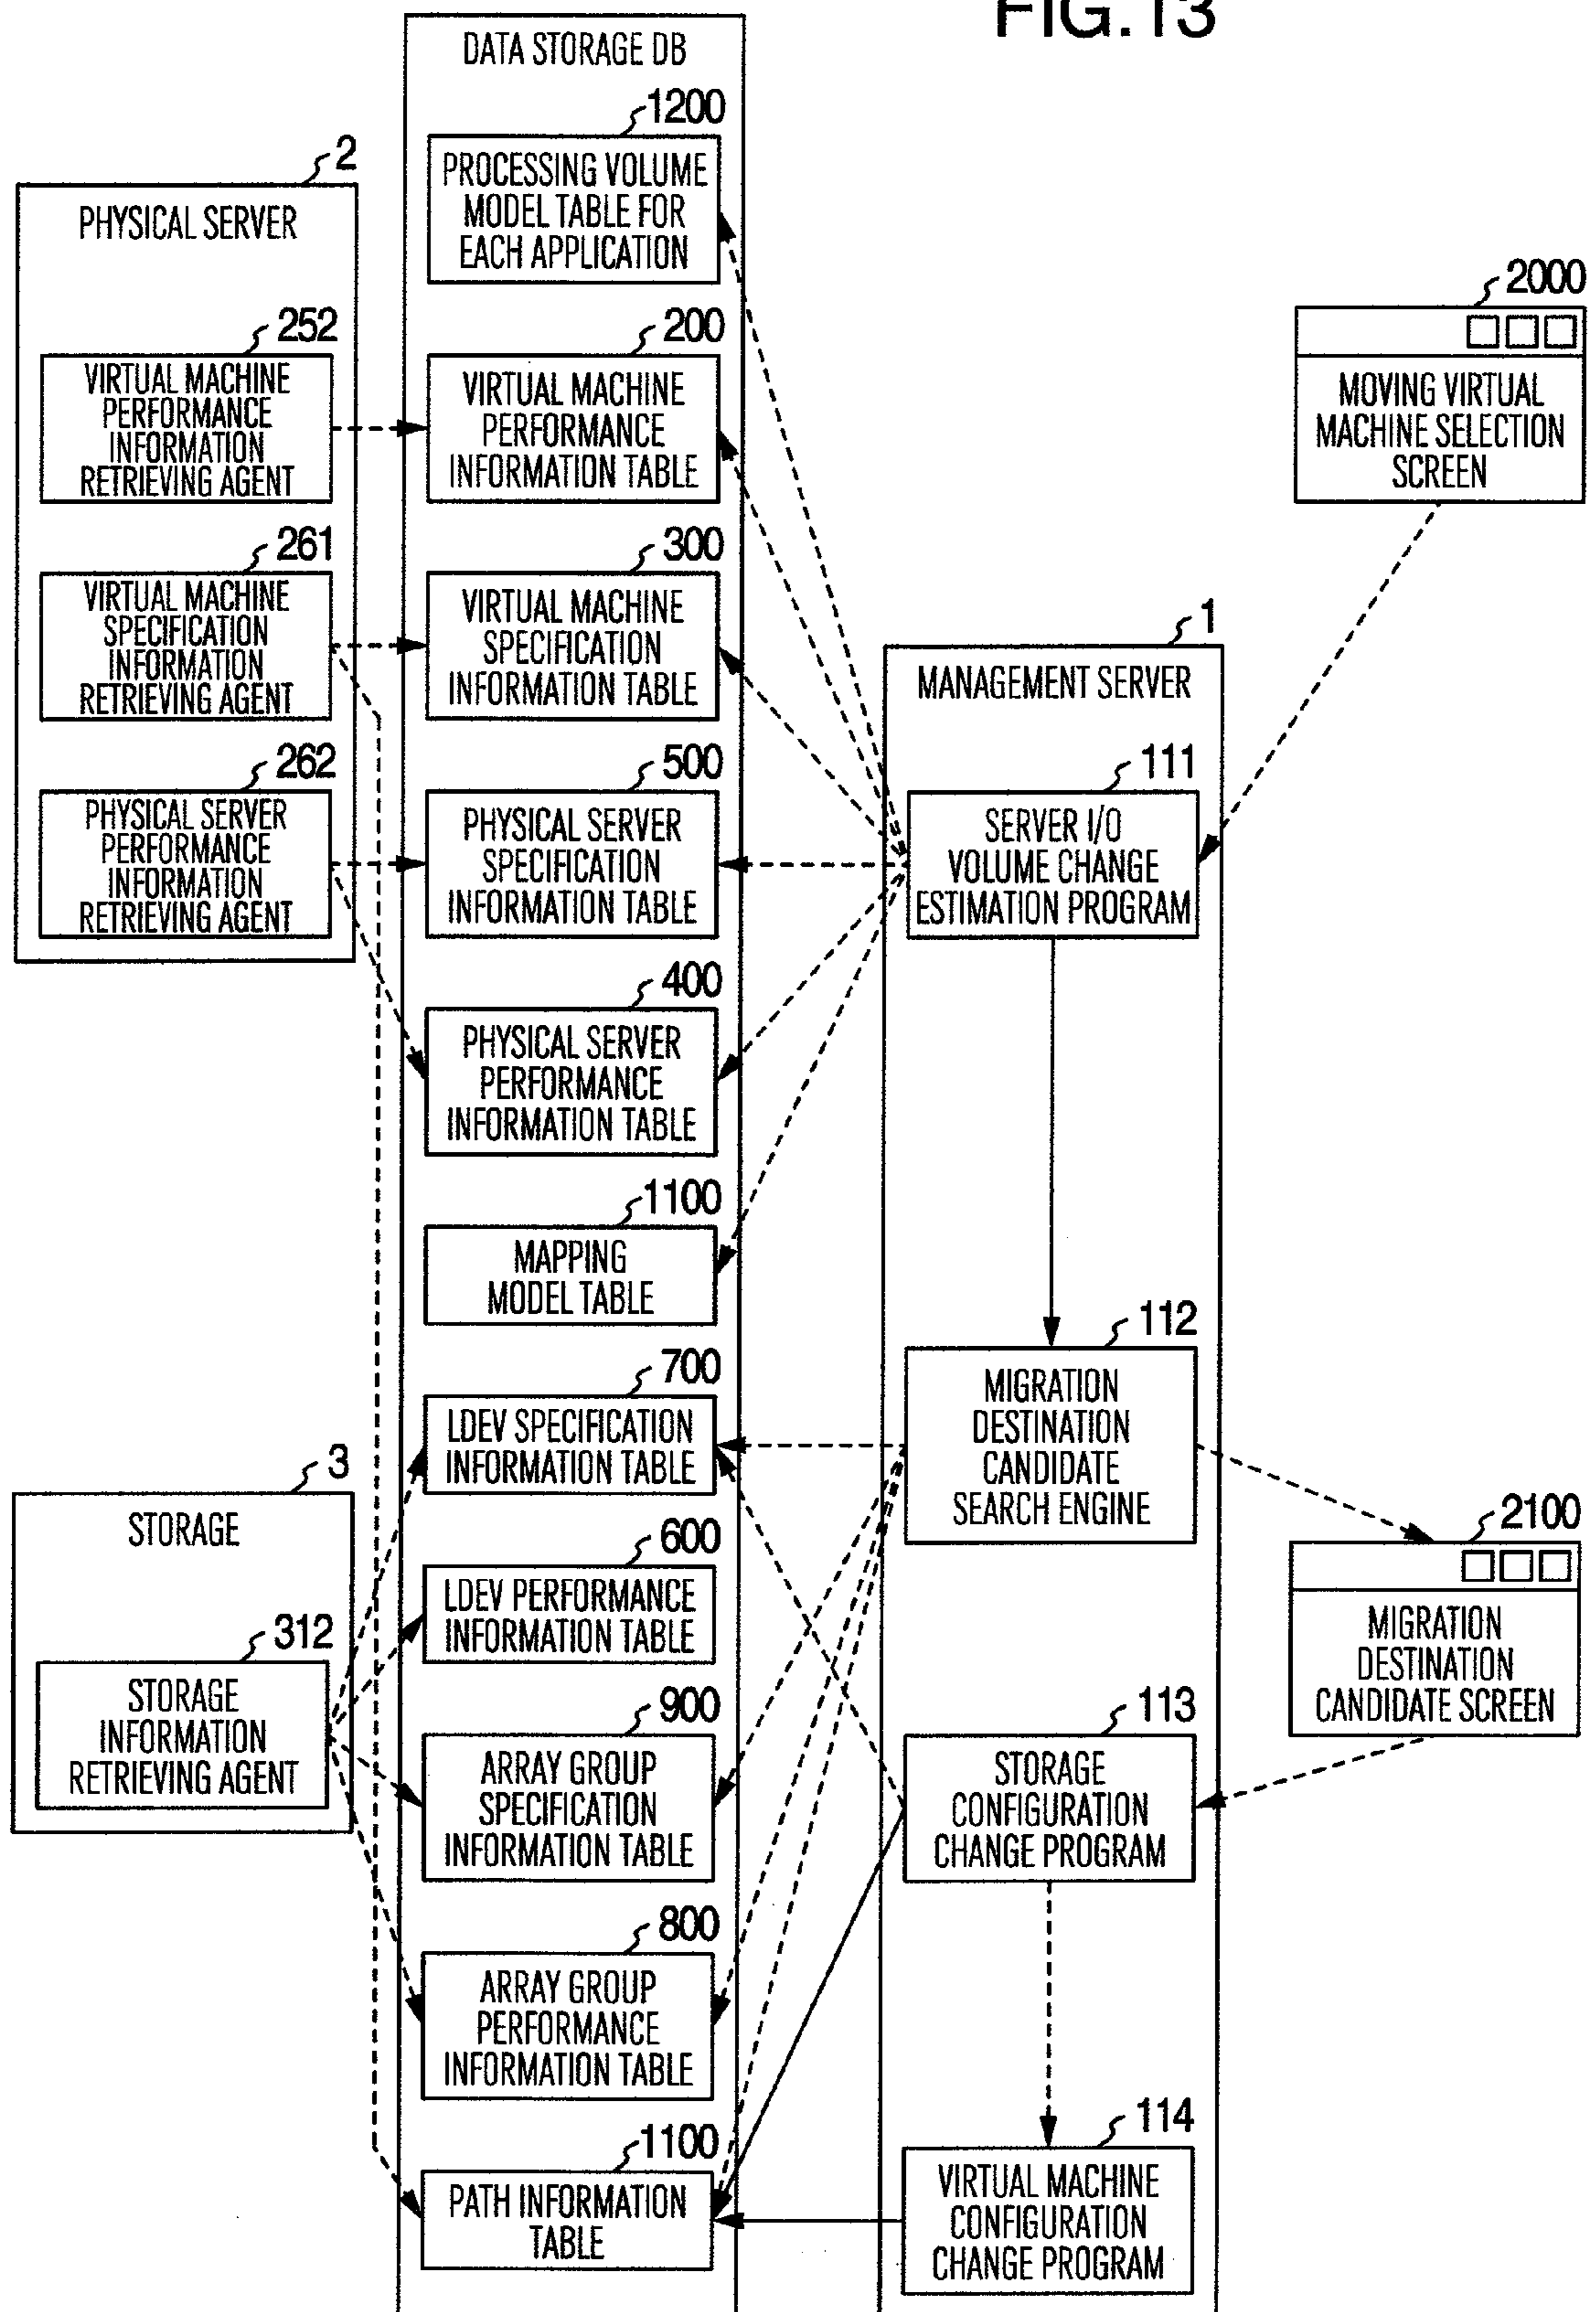 FIG.13
DATA STORAGE DB
1200
PROCESSING VOLUME
MODEL TABLE FOR
EACH APPLICATION
2
PHYSICAL SERVER
252
VIRTUAL MACHINE
PERFORMANCE
INFORMATION
RETRIEVING AGENT
200
VIRTUAL MACHINE
PERFORMANCE
INFORMATION TABLE
2000
MOVING VIRTUAL
MACHINE SELECTION
SCREEN
261
VIRTUAL MACHINE
SPECIFICATION
INFORMATION
RETRIEVING AGENT
300
VIRTUAL MACHINE
SPECIFICATION
INFORMATION TABLE
1
MANAGEMENT SERVER
262
PHYSICAL SERVER
PERFORMANCE
INFORMATION
RETRIEVING AGENT
500
PHYSICAL SERVER
SPECIFICATION
INFORMATION TABLE
111
SERVER I/O
VOLUME CHANGE
ESTIMATION PROGRAM
400
PHYSICAL SERVER
PERFORMANCE
INFORMATION TABLE
1100
MAPPING
MODEL TABLE
112
MIGRATION
DESTINATION
CANDIDATE
SEARCH ENGINE
700
LDEV SPECIFICATION
INFORMATION TABLE
3
STORAGE
600
LDEV PERFORMANCE
INFORMATION TABLE
2100
MIGRATION
DESTINATION
CANDIDATE SCREEN
312
STORAGE
INFORMATION
RETRIEVING AGENT
900
ARRAY GROUP
SPECIFICATION
INFORMATION TABLE
113
STORAGE
CONFIGURATION
CHANGE PROGRAM
800
ARRAY GROUP
PERFORMANCE
INFORMATION TABLE
1100
PATH INFORMATION
TABLE
114
VIRTUAL MACHINE
CONFIGURATION
CHANGE PROGRAM